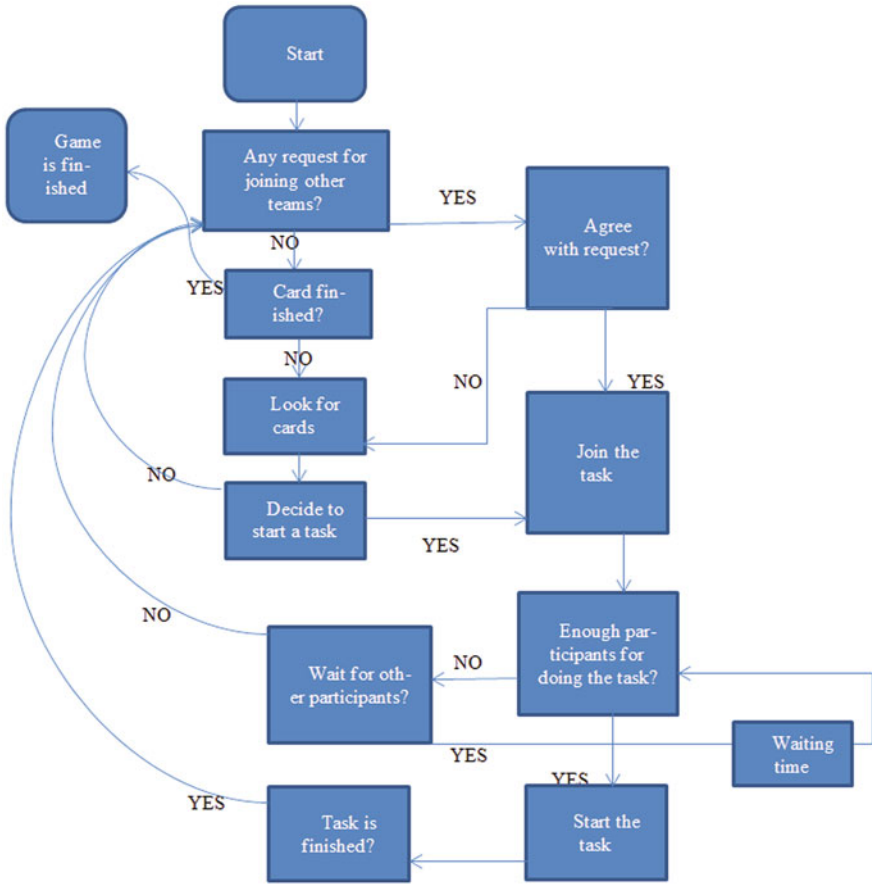 Start
Game
is fin-
ished
Any request for
joining other
teams?
YES
Agree
with request?
NO
YES
Card fin-
ished?
NO
NO
YES
Look for
cards
Join the
task
NO
Decide to
start a task
YES
Enough par-
ticipants for
doing the task?
NO
NO
Wait for oth-
er participants?
YES
Waiting
time
YES
YES
Task is
finished?
Start the
task